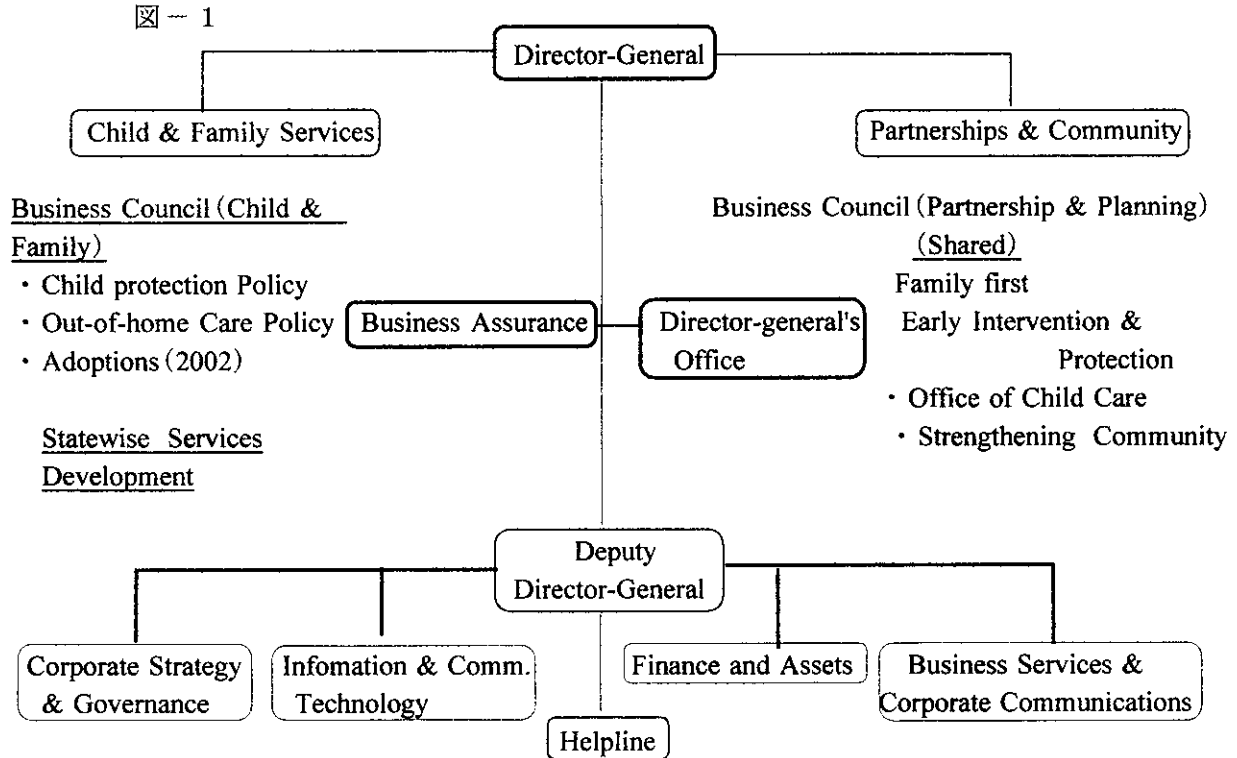 図－1
Director-General
Child & Family Services
Partnerships & Community
Business Council (Child &
Family)
・Child protection Policy
・Out-of-home Care Policy
・Adoptions (2002)
Statewise Services
Development
Business Council (Partnership & Planning)
(Shared)
Family first
Early Intervention &
Protection
・Office of Child Care
・Strengthening Community
Business Assurance
Director-general's
Office
Deputy
Director-General
Corporate Strategy
& Governance
Infomation & Comm.
Technology
Finance and Assets
Business Services &
Corporate Communications
Helpline